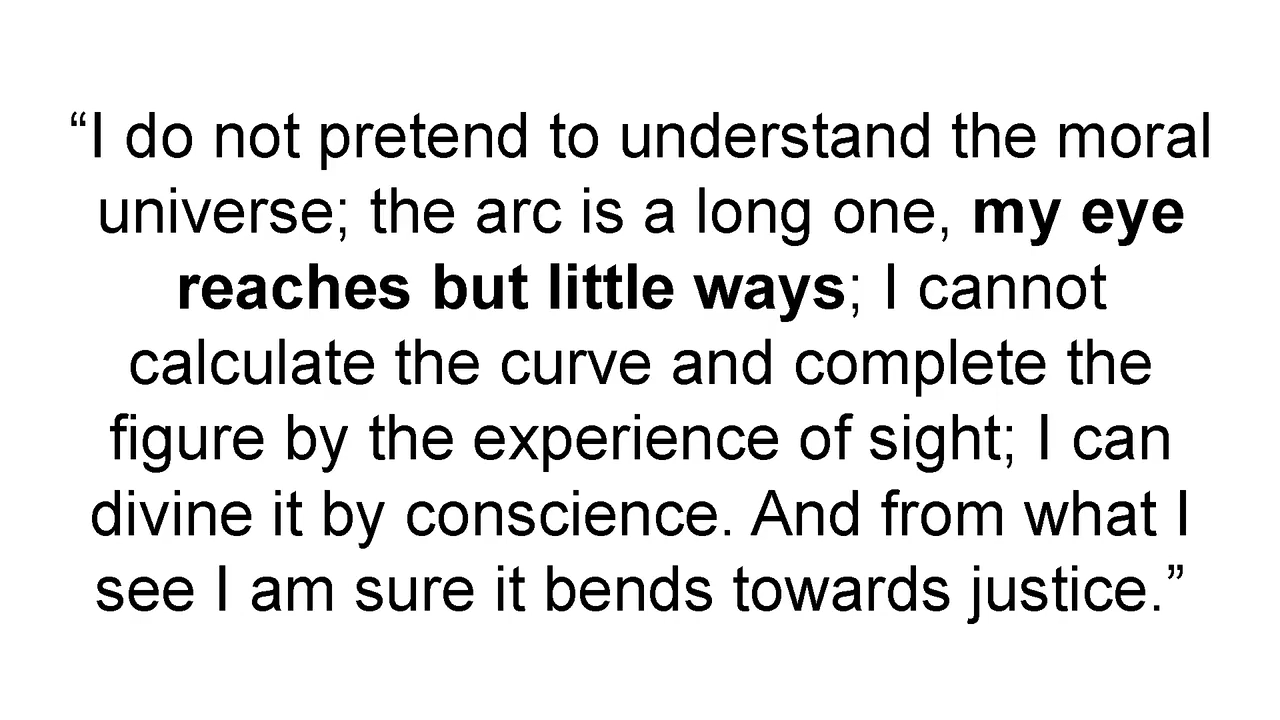 “I do not pretend to understand the moral
universe; the arc is a long one, my eye
reaches but little ways; I cannot
calculate the curve and complete the
figure by the experience of sight; I can
divine it by conscience. And from what I
see I am sure it bends towards justice.”